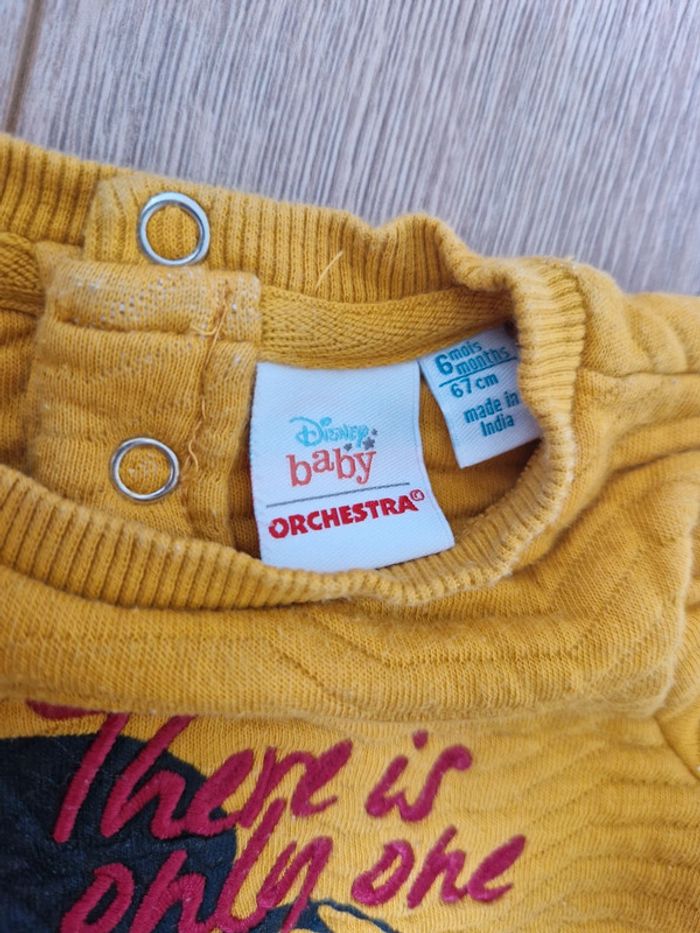 6 mois
months
67 cm
made in
India
Disney
baby
ORCHESTRA©
There is
only one